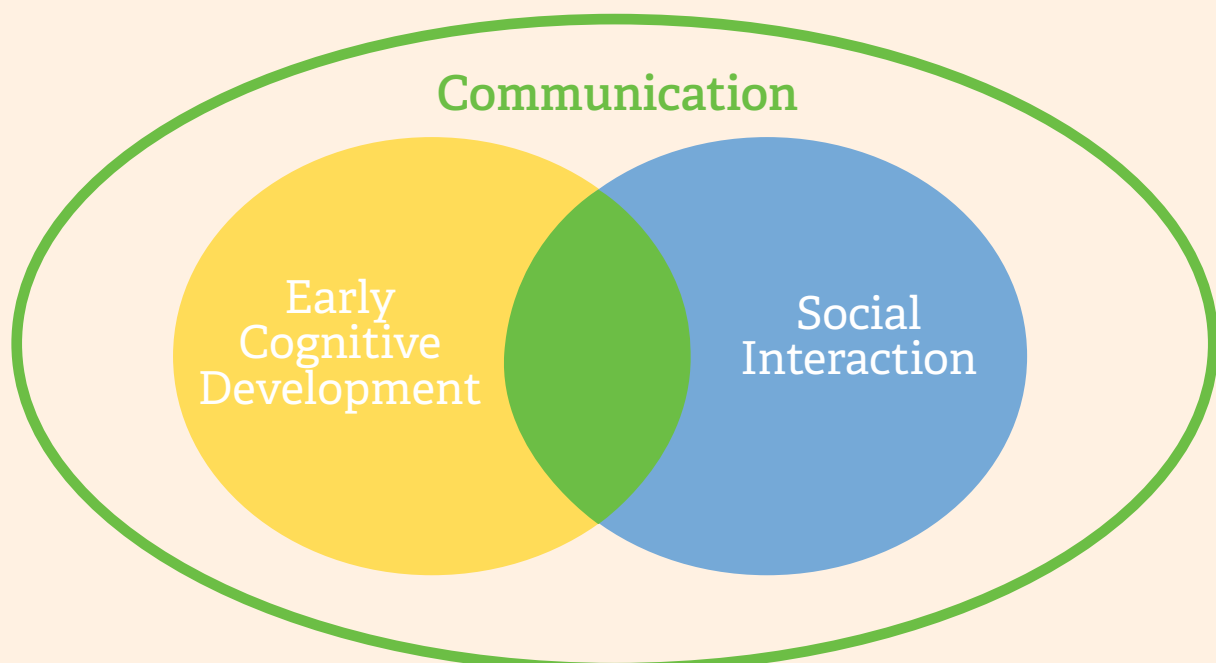 Communication
Early
Cognitive
Development
Social
Interaction